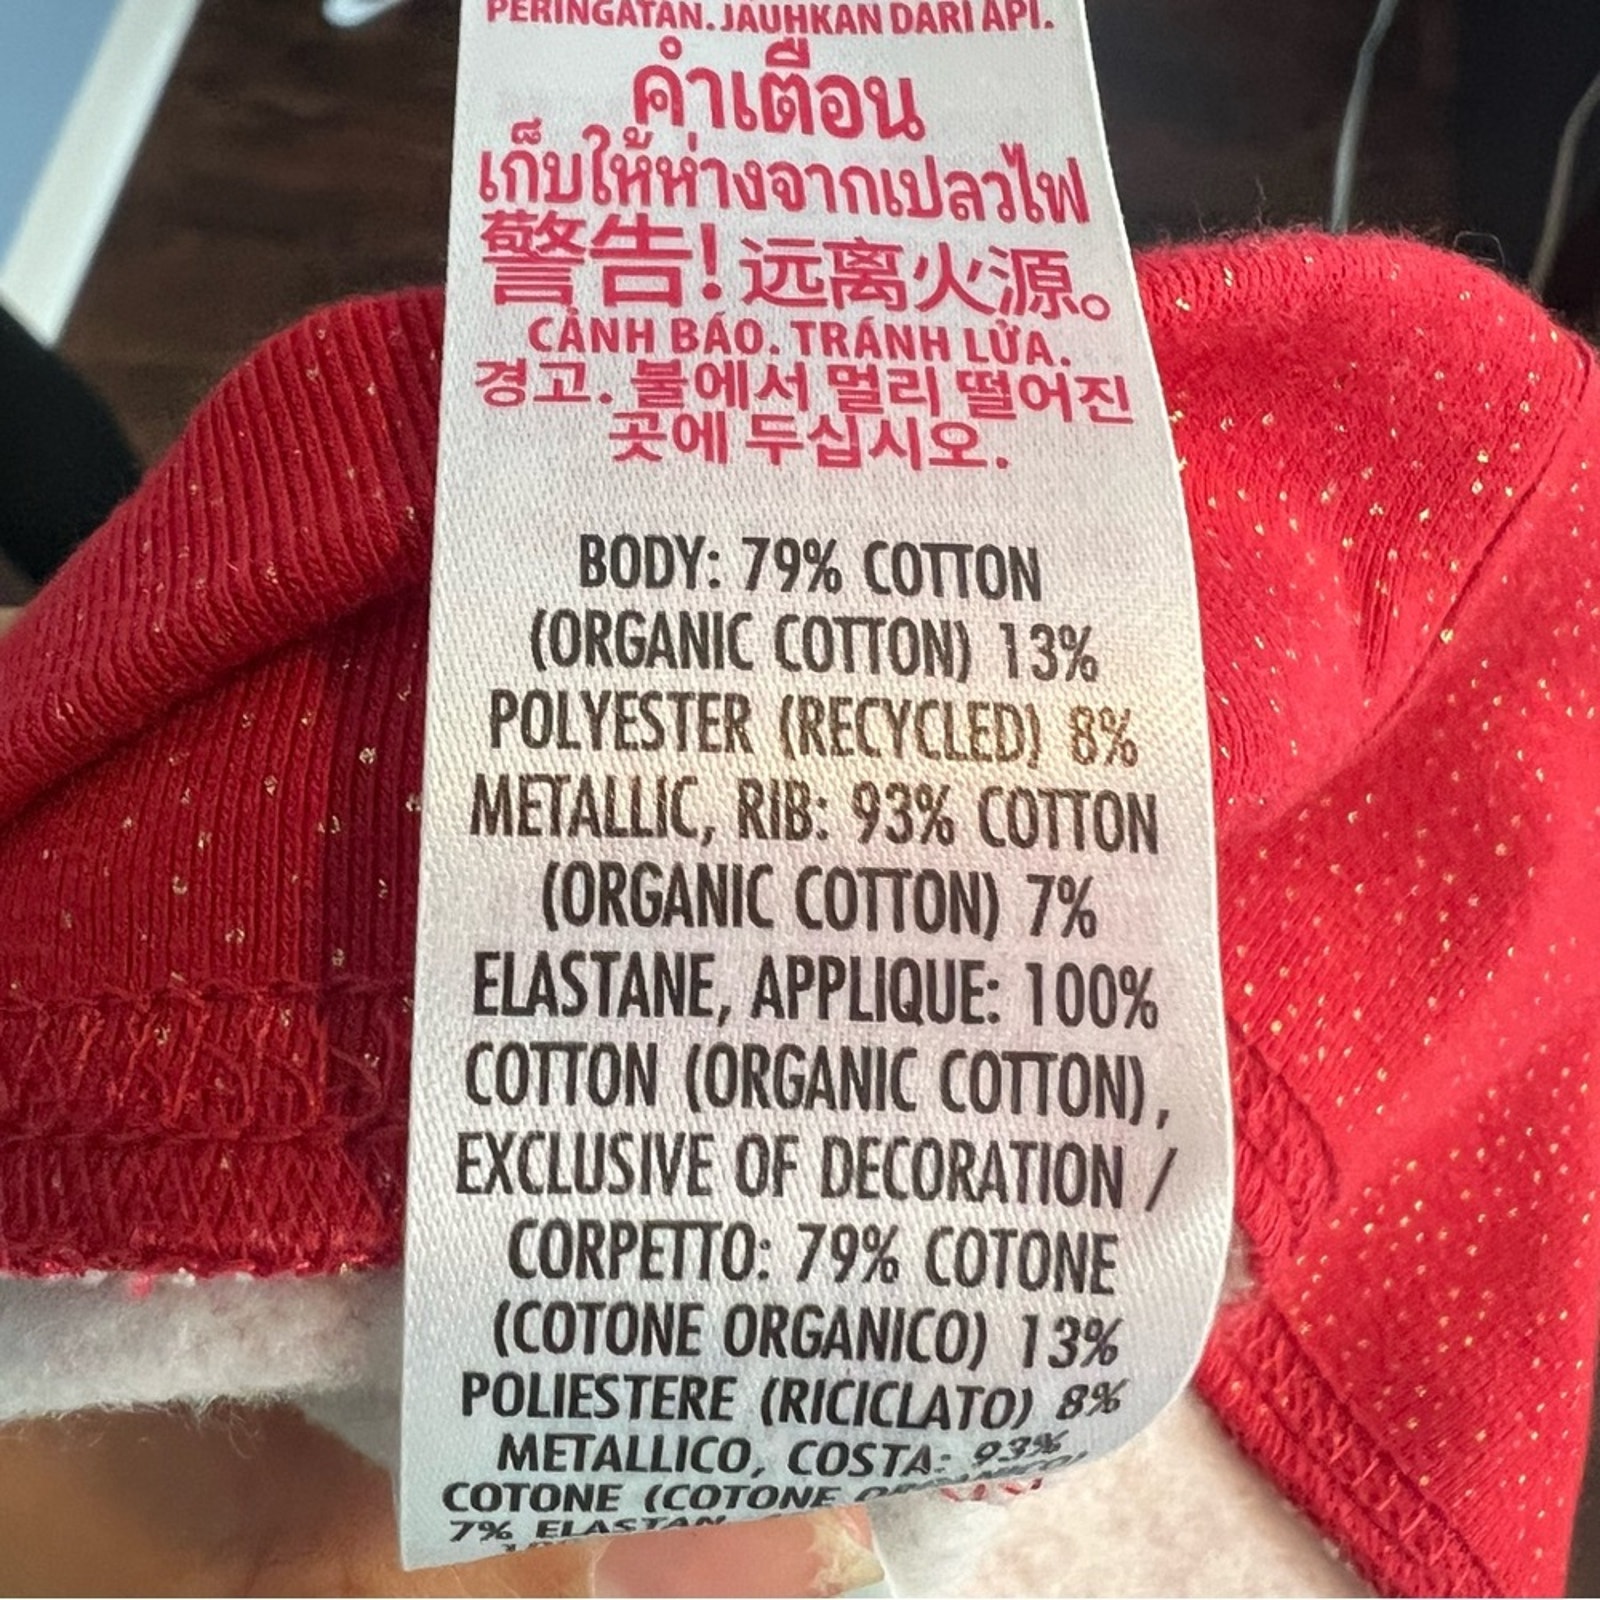 PERINGATAN. JAUHKAN DARI API.
คำเตือน
เก็บให้ห่างจากเปลวไฟ
警告! 远离火源。
CẢNH BÁO. TRÁNH LỬA.
경고. 불에서 멀리 떨어진
곳에 두십시오.
BODY: 79% COTTON
(ORGANIC COTTON) 13%
POLYESTER (RECYCLED) 8%
METALLIC, RIB: 93% COTTON
(ORGANIC COTTON) 7%
ELASTANE, APPLIQUE: 100%
COTTON (ORGANIC COTTON),
EXCLUSIVE OF DECORATION /
CORPETTO: 79% COTONE
(COTONE ORGANICO) 13%
POLIESTERE (RICICLATO) 8%
METALLICO, COSTA: 93%
COTONE (COTONE
7%